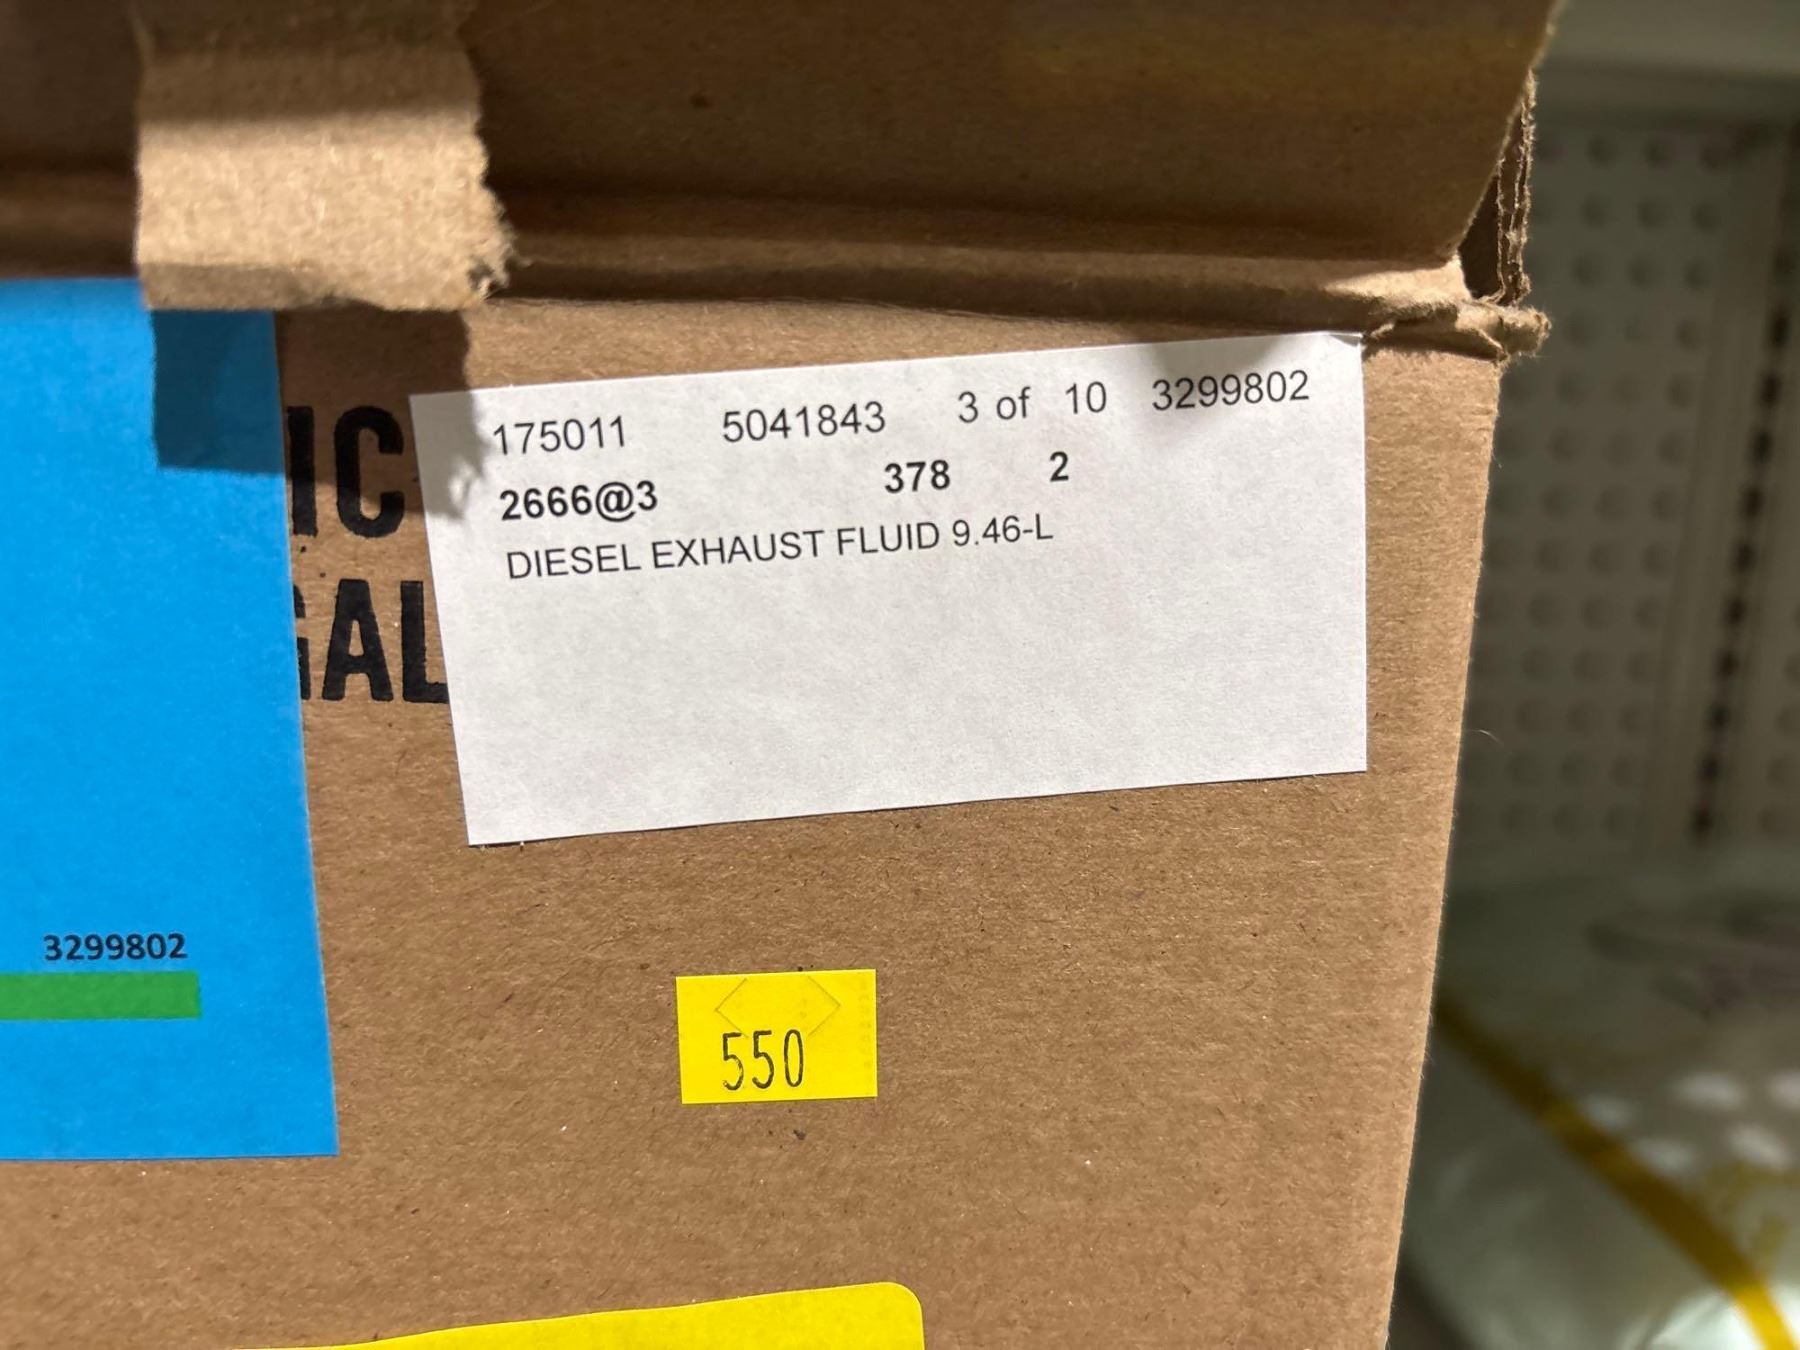 175011 5041843 3 of 10 3299802
2666@3 378 2
DIESEL EXHAUST FLUID 9.46-L
IC
GAL
3299802
550